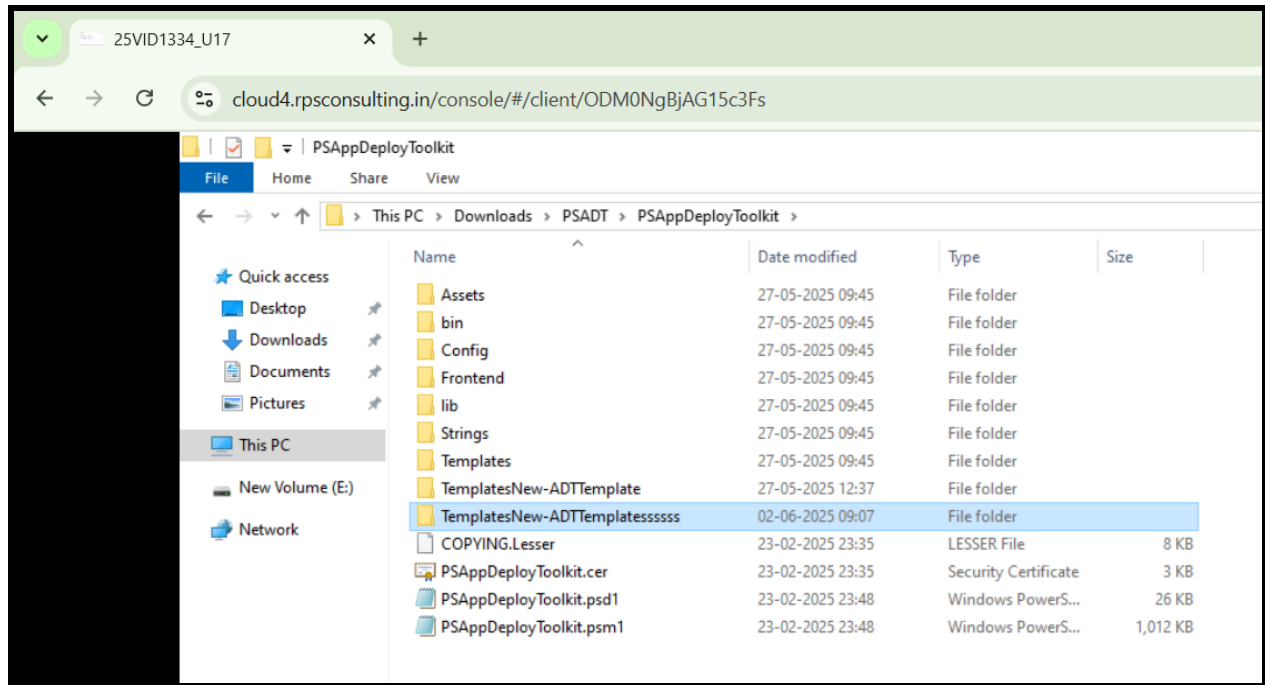 25VID1334_U17
cloud4.rpsconsulting.in/console/#/client/ODM0NgBjAG15c3Fs
PSAppDeployToolkit
File Home Share View
This PC > Downloads > PSADT > PSAppDeployToolkit >
Name Date modified Type Size
Quick access
Desktop
Downloads
Documents
Pictures
This PC
New Volume (E:)
Network
Assets 27-05-2025 09:45 File folder
bin 27-05-2025 09:45 File folder
Config 27-05-2025 09:45 File folder
Frontend 27-05-2025 09:45 File folder
lib 27-05-2025 09:45 File folder
Strings 27-05-2025 09:45 File folder
Templates 27-05-2025 09:45 File folder
TemplatesNew-ADTTemplate 27-05-2025 12:37 File folder
TemplatesNew-ADTTemplatessssss 02-06-2025 09:07 File folder
COPYING.Lesser 23-02-2025 23:35 LESSER File 8 KB
PSAppDeployToolkit.cer 23-02-2025 23:35 Security Certificate 3 KB
PSAppDeployToolkit.psd1 23-02-2025 23:48 Windows PowerS... 26 KB
PSAppDeployToolkit.psm1 23-02-2025 23:48 Windows PowerS... 1,012 KB